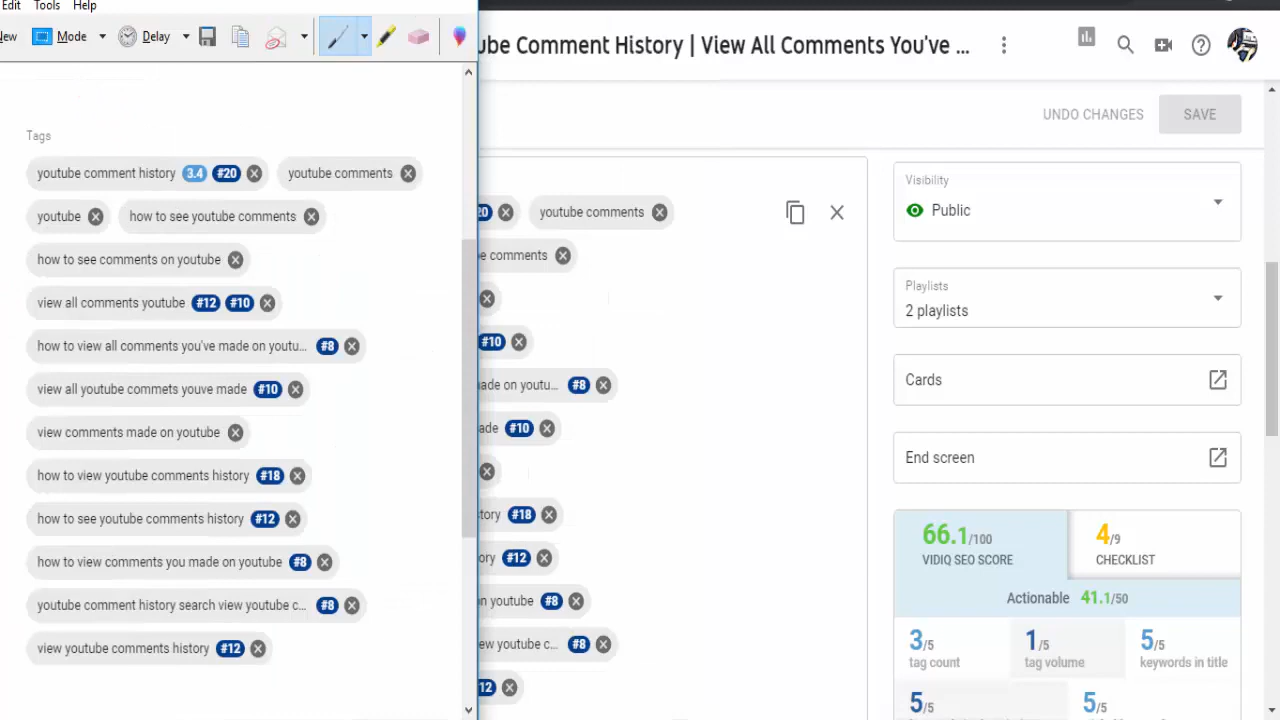 Edit Tools Help
New Mode Delay
ube Comment History | View All Comments You've ...
UNDO CHANGES SAVE
Tags
youtube comment history 3.4 #20 youtube comments
youtube how to see youtube comments
how to see comments on youtube
view all comments youtube #12 #10
how to view all comments you've made on youtu... #8
view all youtube commets youve made #10
view comments made on youtube
how to view youtube comments history #18
how to see youtube comments history #12
how to view comments you made on youtube #8
youtube comment history search view youtube c... #8
view youtube comments history #12
20 youtube comments
e comments
#10
ade on youtu... #8
ade #10
tory #18
ory #12
on youtube #8
ew youtube c... #8
12
Visibility
Public
Playlists
2 playlists
Cards
End screen
66.1/100
VIDIQ SEO SCORE
4/9
CHECKLIST
Actionable 41.1/50
3/5
tag count
1/5
tag volume
5/5
keywords in title
5/5
5/5